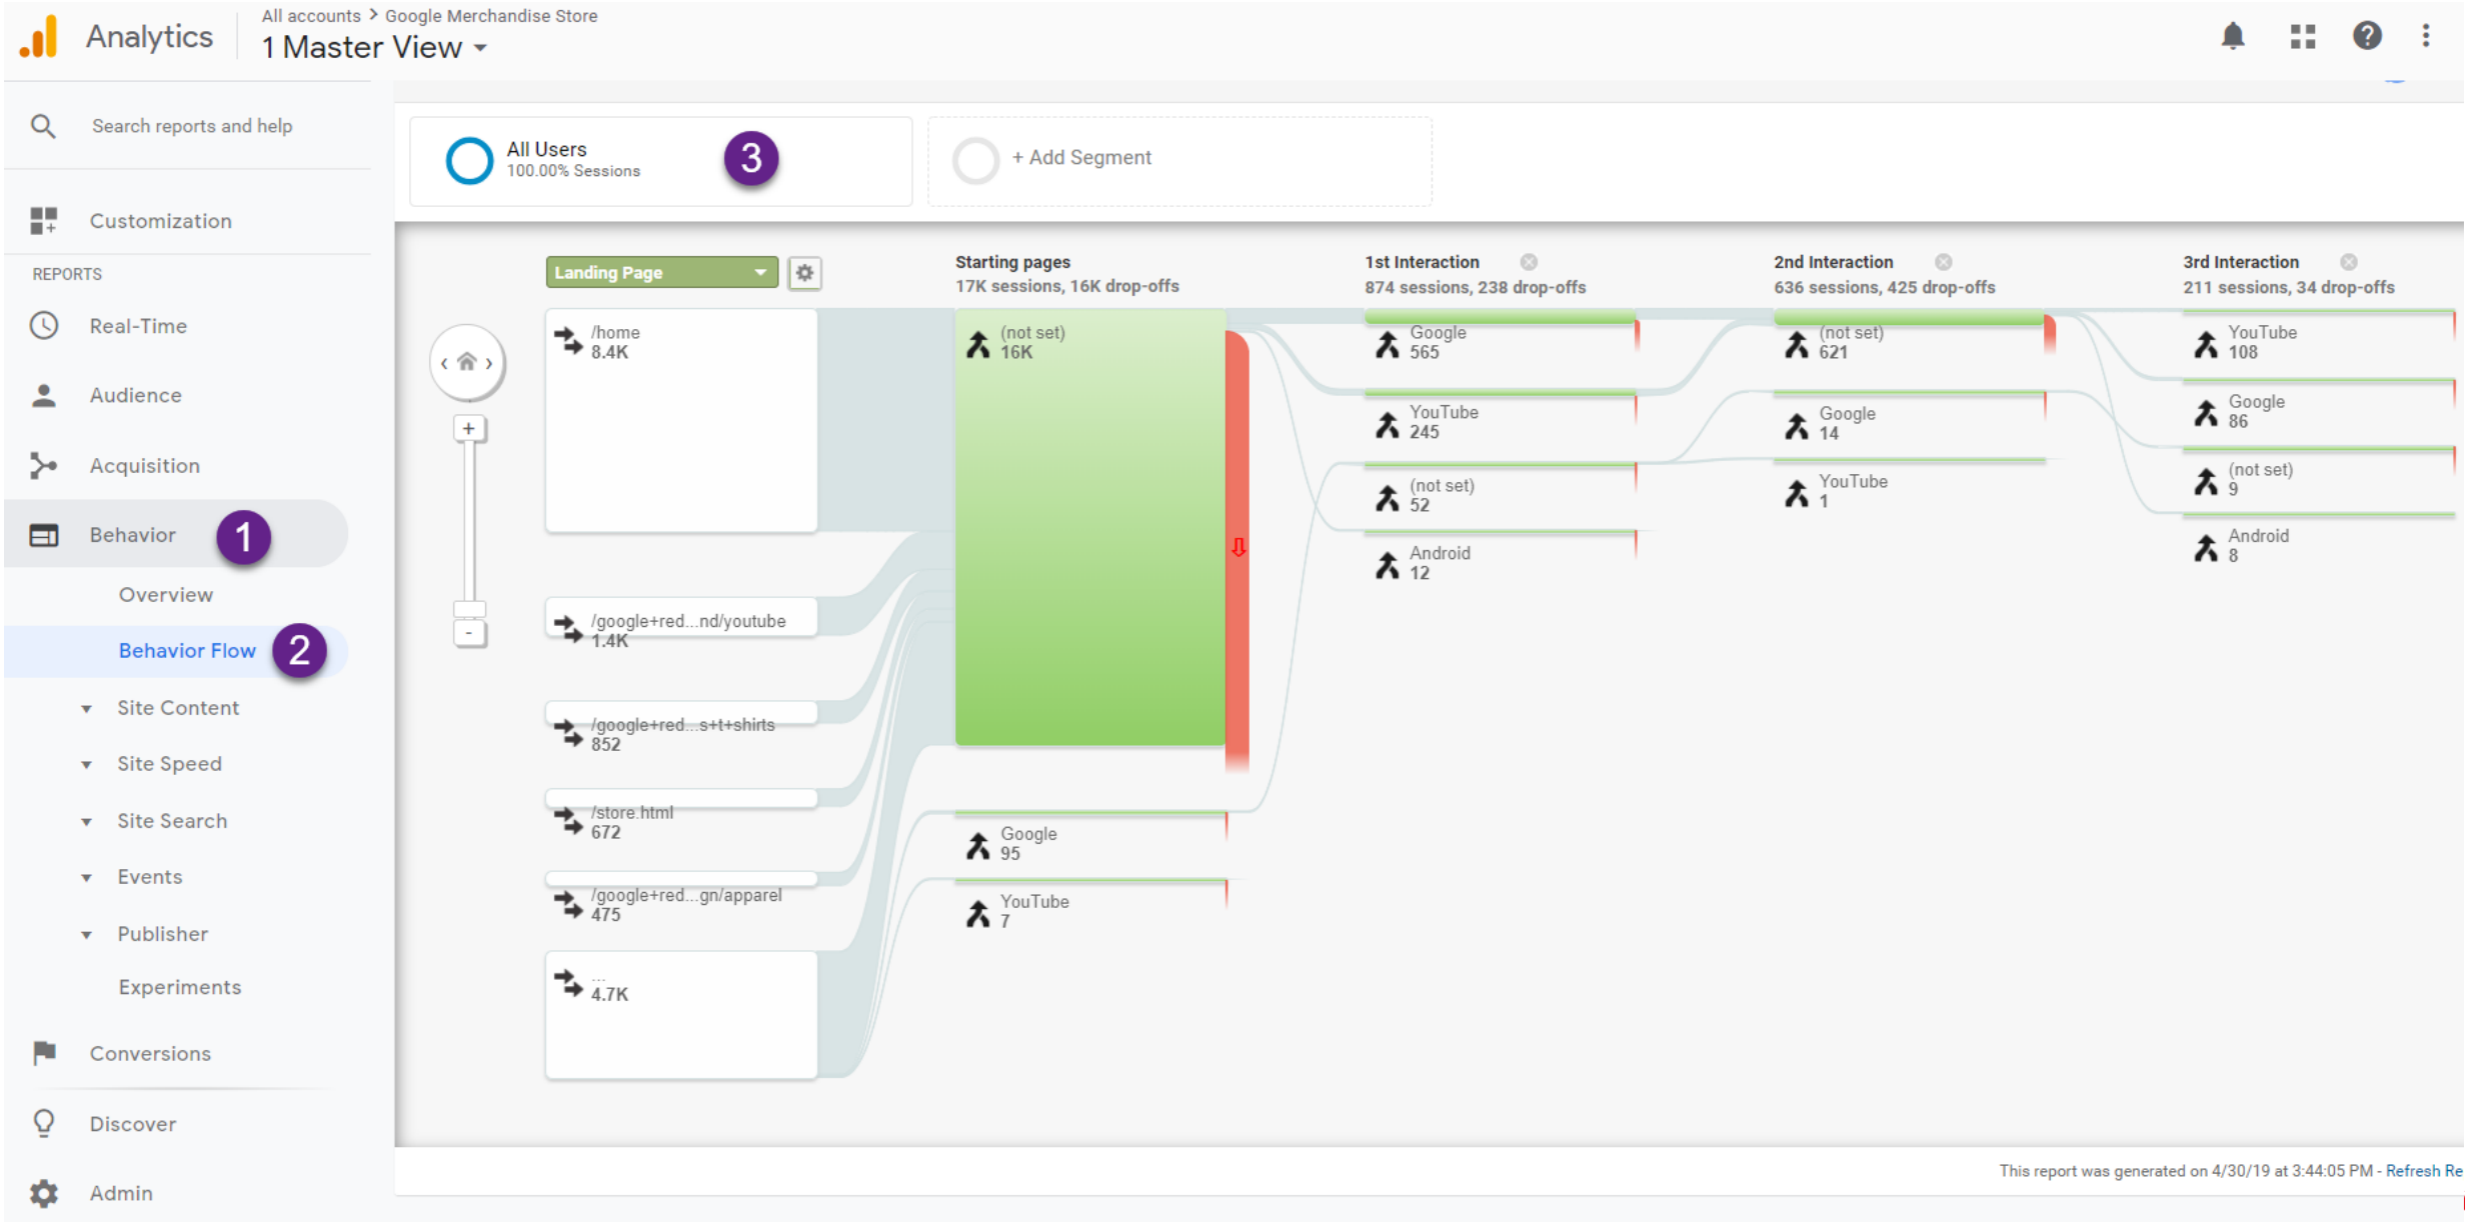 All accounts > Google Merchandise Store
Analytics
1 Master View
Search reports and help
Customization
REPORTS
Real-Time
Audience
Acquisition
Behavior
1
Overview
Behavior Flow
2
Site Content
Site Speed
Site Search
Events
Publisher
Experiments
Conversions
Discover
Admin
All Users
100.00% Sessions
3
+ Add Segment
Landing Page
/home
8.4K
/google+red...nd/youtube
1.4K
/google+red...s+t+shirts
852
/store.html
672
/google+red...gn/apparel
475
...
4.7K
+
-
Starting pages
17K sessions, 16K drop-offs
(not set)
16K
Google
95
YouTube
7
1st Interaction
874 sessions, 238 drop-offs
Google
565
YouTube
245
(not set)
52
Android
12
2nd Interaction
636 sessions, 425 drop-offs
(not set)
621
Google
14
YouTube
1
3rd Interaction
211 sessions, 34 drop-offs
YouTube
108
Google
86
(not set)
9
Android
8
This report was generated on 4/30/19 at 3:44:05 PM - Refresh Re